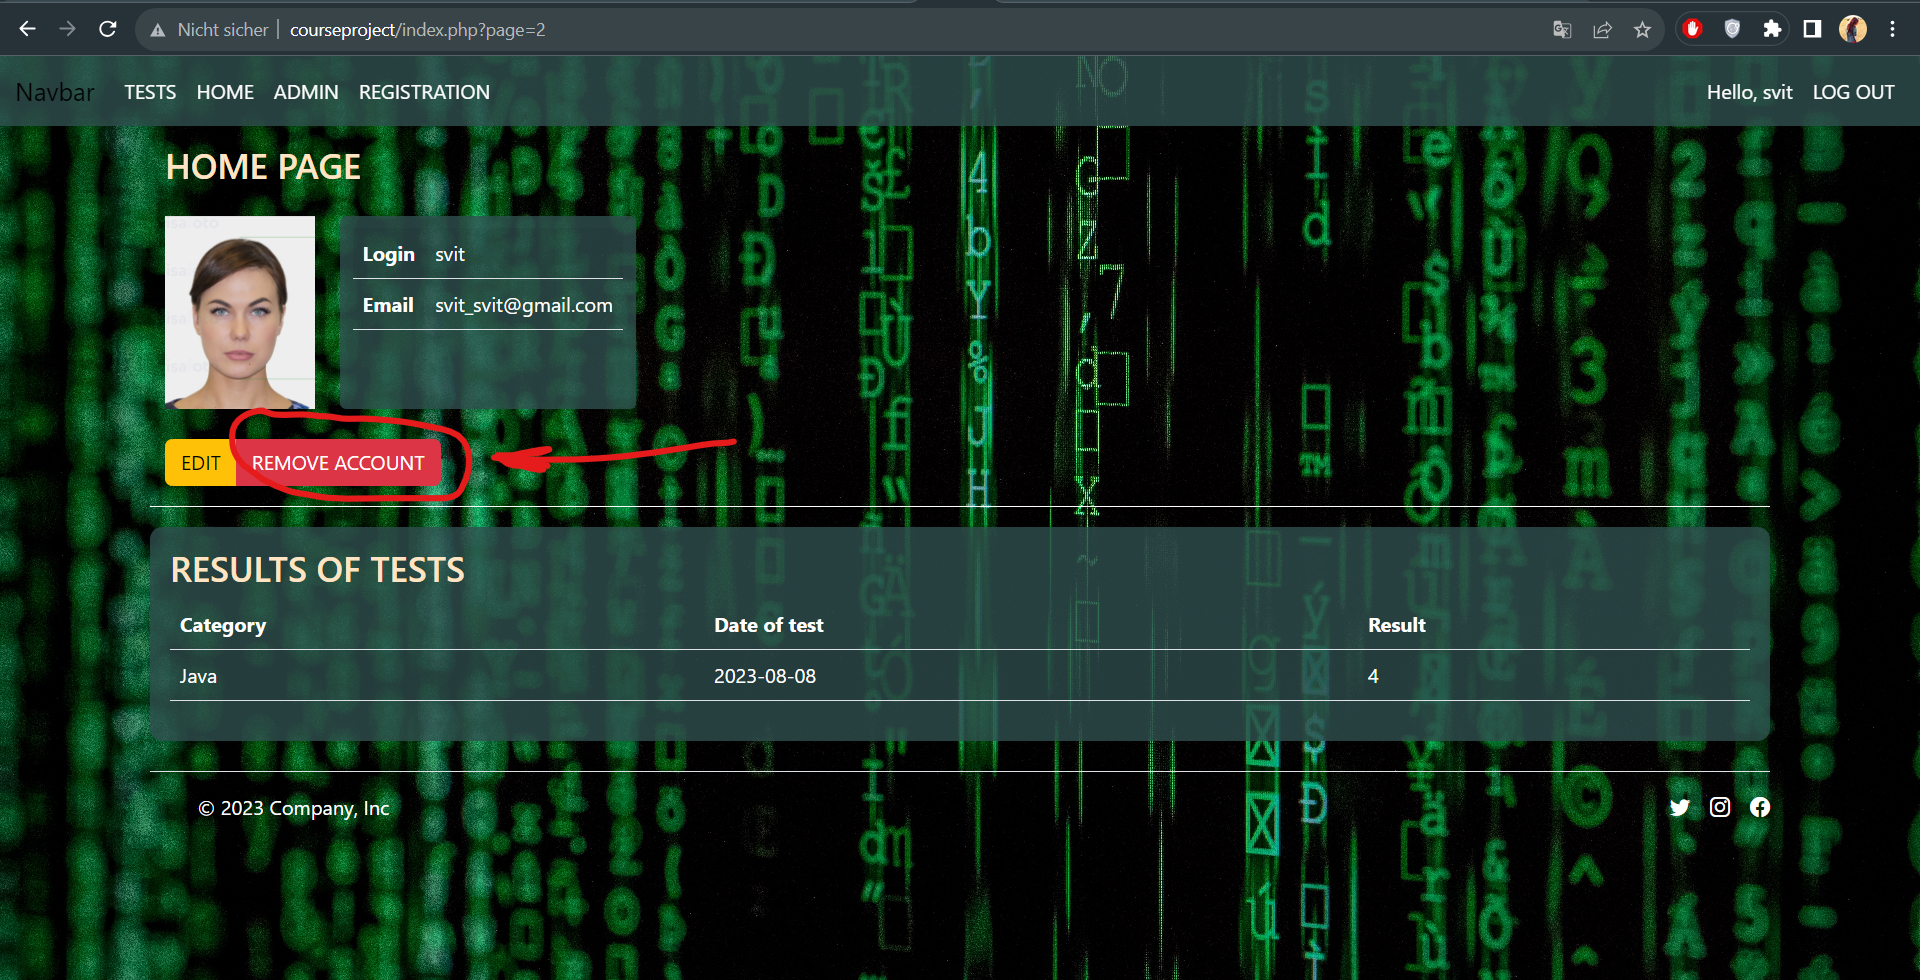 Nicht sicher | courseproject/index.php?page=2
Navbar TESTS HOME ADMIN REGISTRATION Hello, svit LOG OUT
HOME PAGE
Login svit
Email svit_svit@gmail.com
EDIT REMOVE ACCOUNT
RESULTS OF TESTS
Category Date of test Result
Java 2023-08-08 4
© 2023 Company, Inc